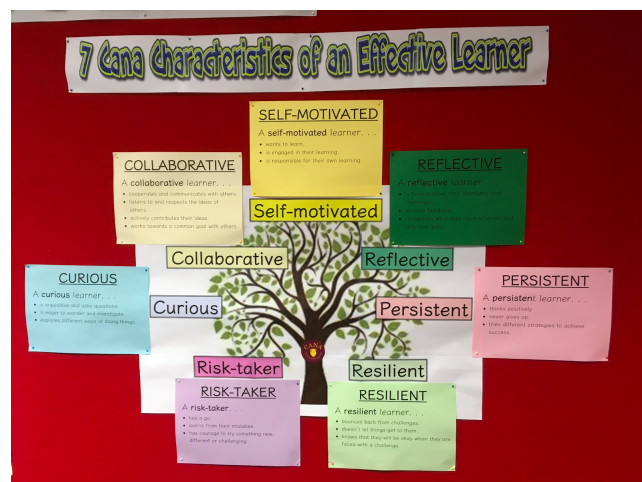 7 Cana Characteristics of an Effective Learner
SELF-MOTIVATED
A self-motivated learner. . .
wants to learn.
is engaged in their learning.
is responsible for their own learning.
COLLABORATIVE
A collaborative learner. . .
cooperates and communicates with others.
listens to and respects the ideas of
others.
actively contributes their ideas.
works towards a common goal with others.
REFLECTIVE
A reflective learner. . .
Self-motivated
Collaborative
Reflective
CURIOUS
A curious learner. . .
is inquisitive and asks questions.
is eager to wonder and investigate.
explores different ways of doing things.
Curious
Persistent
PERSISTENT
A persistent learner. . .
thinks positively
never gives up.
tries different strategies to achieve
success.
CANA
Risk-taker
Resilient
RISK-TAKER
A risk-taker. . .
has a go.
learns from their mistakes
has courage to try something new,
different or challenging.
RESILIENT
A resilient learner. . .
bounces back from challenges.
doesn't let things get to them.
knows that they will be okay when they are
faced with a challenge.